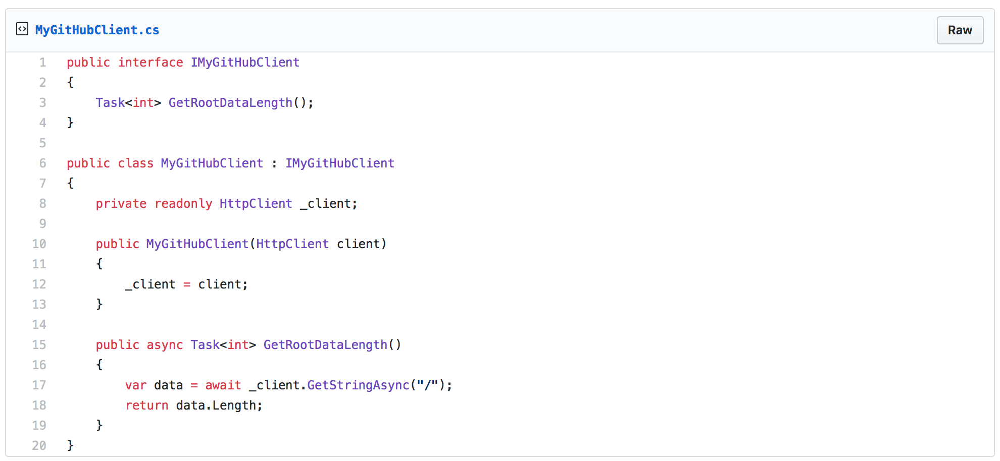 MyGitHubClient.cs
Raw
1 public interface IMyGitHubClient
2 {
3     Task<int> GetRootDataLength();
4 }
5
6 public class MyGitHubClient : IMyGitHubClient
7 {
8     private readonly HttpClient _client;
9
10     public MyGitHubClient(HttpClient client)
11     {
12         _client = client;
13     }
14
15     public async Task<int> GetRootDataLength()
16     {
17         var data = await _client.GetStringAsync("/");
18         return data.Length;
19     }
20 }